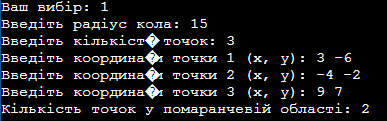 Ваш вибір: 1
Введіть радіус кола: 15
Введіть кількіст� точок: 3
Введіть координа�и точки 1 (x, y): 3 -6
Введіть координа�и точки 2 (x, y): -4 -2
Введіть координа�и точки 3 (x, y): 9 7
Кількість точок у помаранчевій області: 2